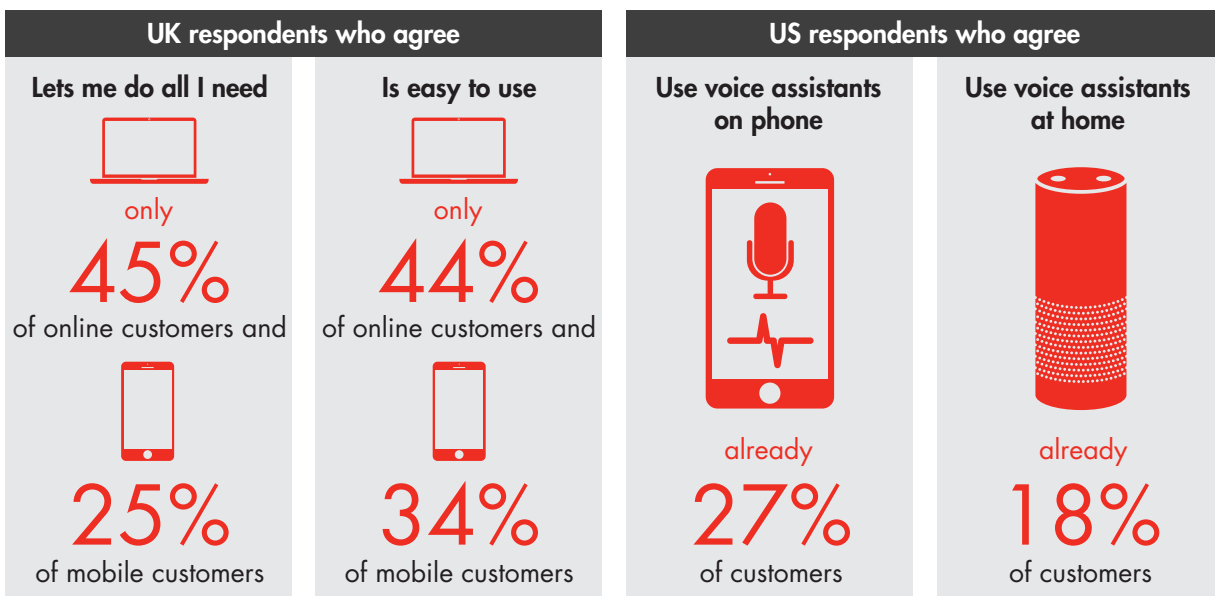 UK respondents who agree
Lets me do all I need
only
45%
of online customers and
25%
of mobile customers
Is easy to use
only
44%
of online customers and
34%
of mobile customers
US respondents who agree
Use voice assistants
on phone
already
27%
of customers
Use voice assistants
at home
already
18%
of customers